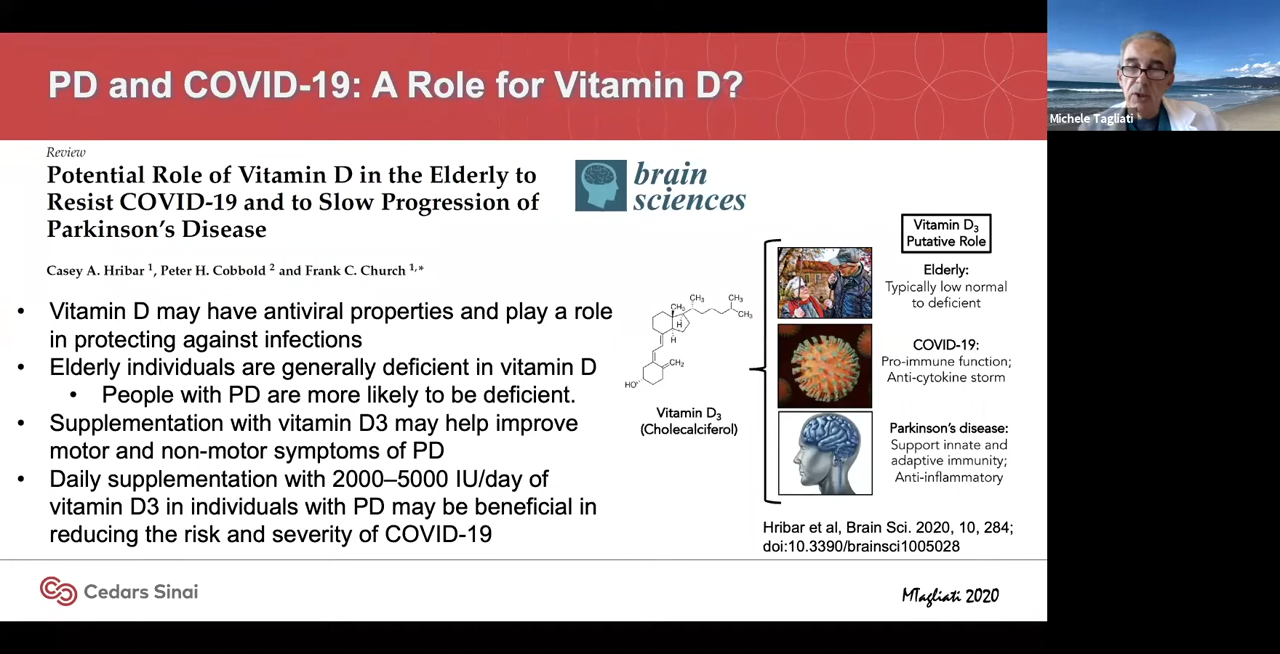 PD and COVID-19: A Role for Vitamin D?
Michele Tagliati
Review
Potential Role of Vitamin D in the Elderly to
Resist COVID-19 and to Slow Progression of
Parkinson's Disease
brain
sciences
Casey A. Hribar 1, Peter H. Cobbold 2 and Frank C. Church 1,*
• Vitamin D may have antiviral properties and play a role
in protecting against infections
• Elderly individuals are generally deficient in vitamin D
• People with PD are more likely to be deficient.
• Supplementation with vitamin D3 may help improve
motor and non-motor symptoms of PD
• Daily supplementation with 2000–5000 IU/day of
vitamin D3 in individuals with PD may be beneficial in
reducing the risk and severity of COVID-19
CH3
CH3
CH3
CH3
H
H
CH2
HO
Vitamin D3
(Cholecalciferol)
Vitamin D3
Putative Role
Elderly:
Typically low normal
to deficient
COVID-19:
Pro-immune function;
Anti-cytokine storm
Parkinson's disease:
Support innate and
adaptive immunity;
Anti-inflammatory
Hribar et al, Brain Sci. 2020, 10, 284;
doi:10.3390/brainsci1005028
Cedars Sinai
MTagliati 2020